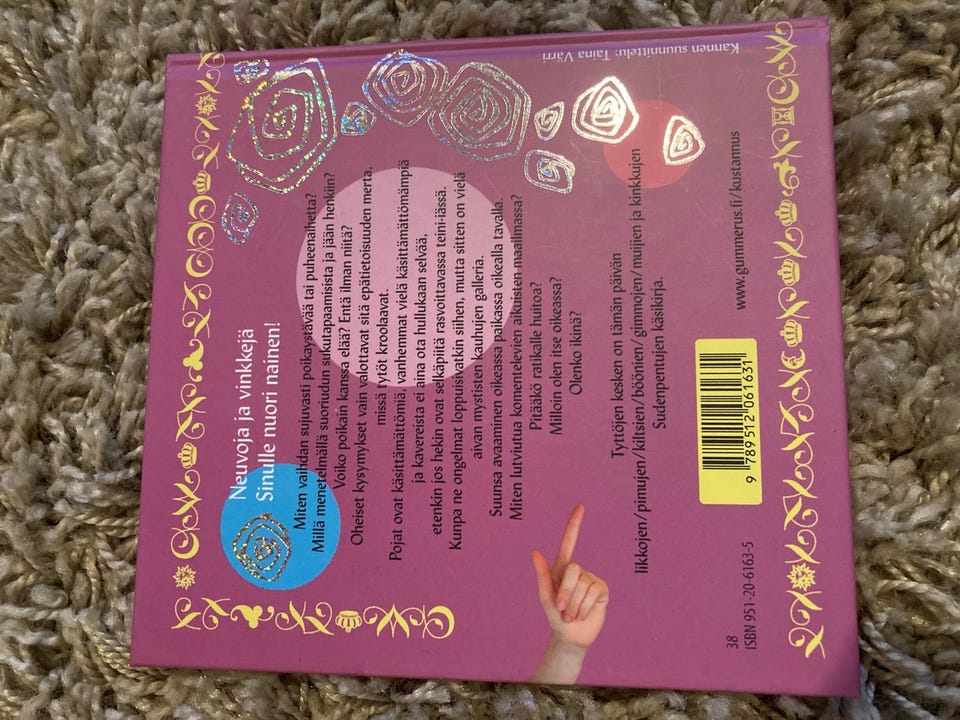 Neuvoja ja vinkkejä
Sinulle nuori nainen!
Miten vaihdan sujuvasti poikaystävää tai puheenaihetta?
Millä menetelmällä suoriudun sukutapaamisista ja jään henkiin?
Voiko poikain kanssa elää? Entä ilman niitä?
Oheiset kysymykset vain valottavat sitä epätietoisuuden merta,
missä tytöt kroolaavat.
Pojat ovat käsittämättömiä, vanhemmat vielä käsittämättömämpiä
ja kavereista ei aina ota hullukaan selvää,
etenkin jos hekin ovat selkäpiitä rasvoittavassa teini-iässä.
Kunpa ne ongelmat loppuisivatkin siihen, mutta sitten on vielä
aivan mystisten kauhujen galleria.
Suunsa avaaminen oikeassa paikassa oikealla tavalla.
Miten lutviutua komentelevien aikuisten maailmassa?
Pitääkö ratikalle huitoa?
Milloin olen itse oikeassa?
Olenko ikinä?
Tyttöjen kesken on tämän päivän
likkojen/pimujen/kiltsien/böönien/gimnojen/muijien ja kinkkujen
Sudenpentujen käsikirja.
38
ISBN 951-20-6163-5
9 789512 061631
www.gummerus.fi/kustannus
Kannen suunnittelu: Taina Värri